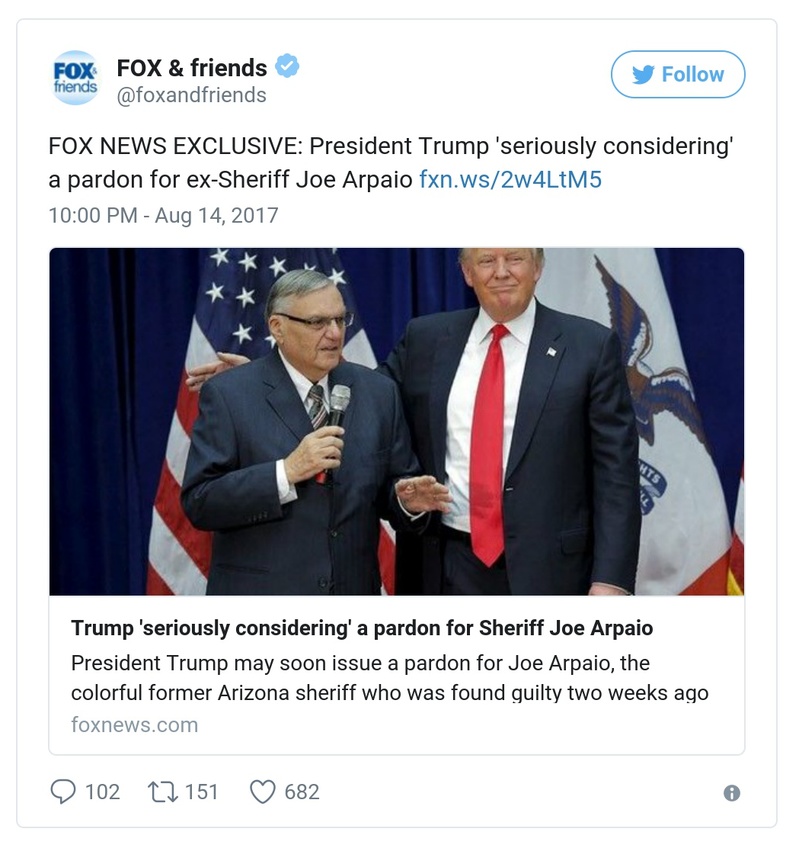 FOX & friends
@foxandfriends
FOX& friends
Follow
FOX NEWS EXCLUSIVE: President Trump 'seriously considering'
a pardon for ex-Sheriff Joe Arpaio fxn.ws/2w4LtM5
10:00 PM - Aug 14, 2017
Trump 'seriously considering' a pardon for Sheriff Joe Arpaio
President Trump may soon issue a pardon for Joe Arpaio, the
colorful former Arizona sheriff who was found guilty two weeks ago
foxnews.com
102 151 682